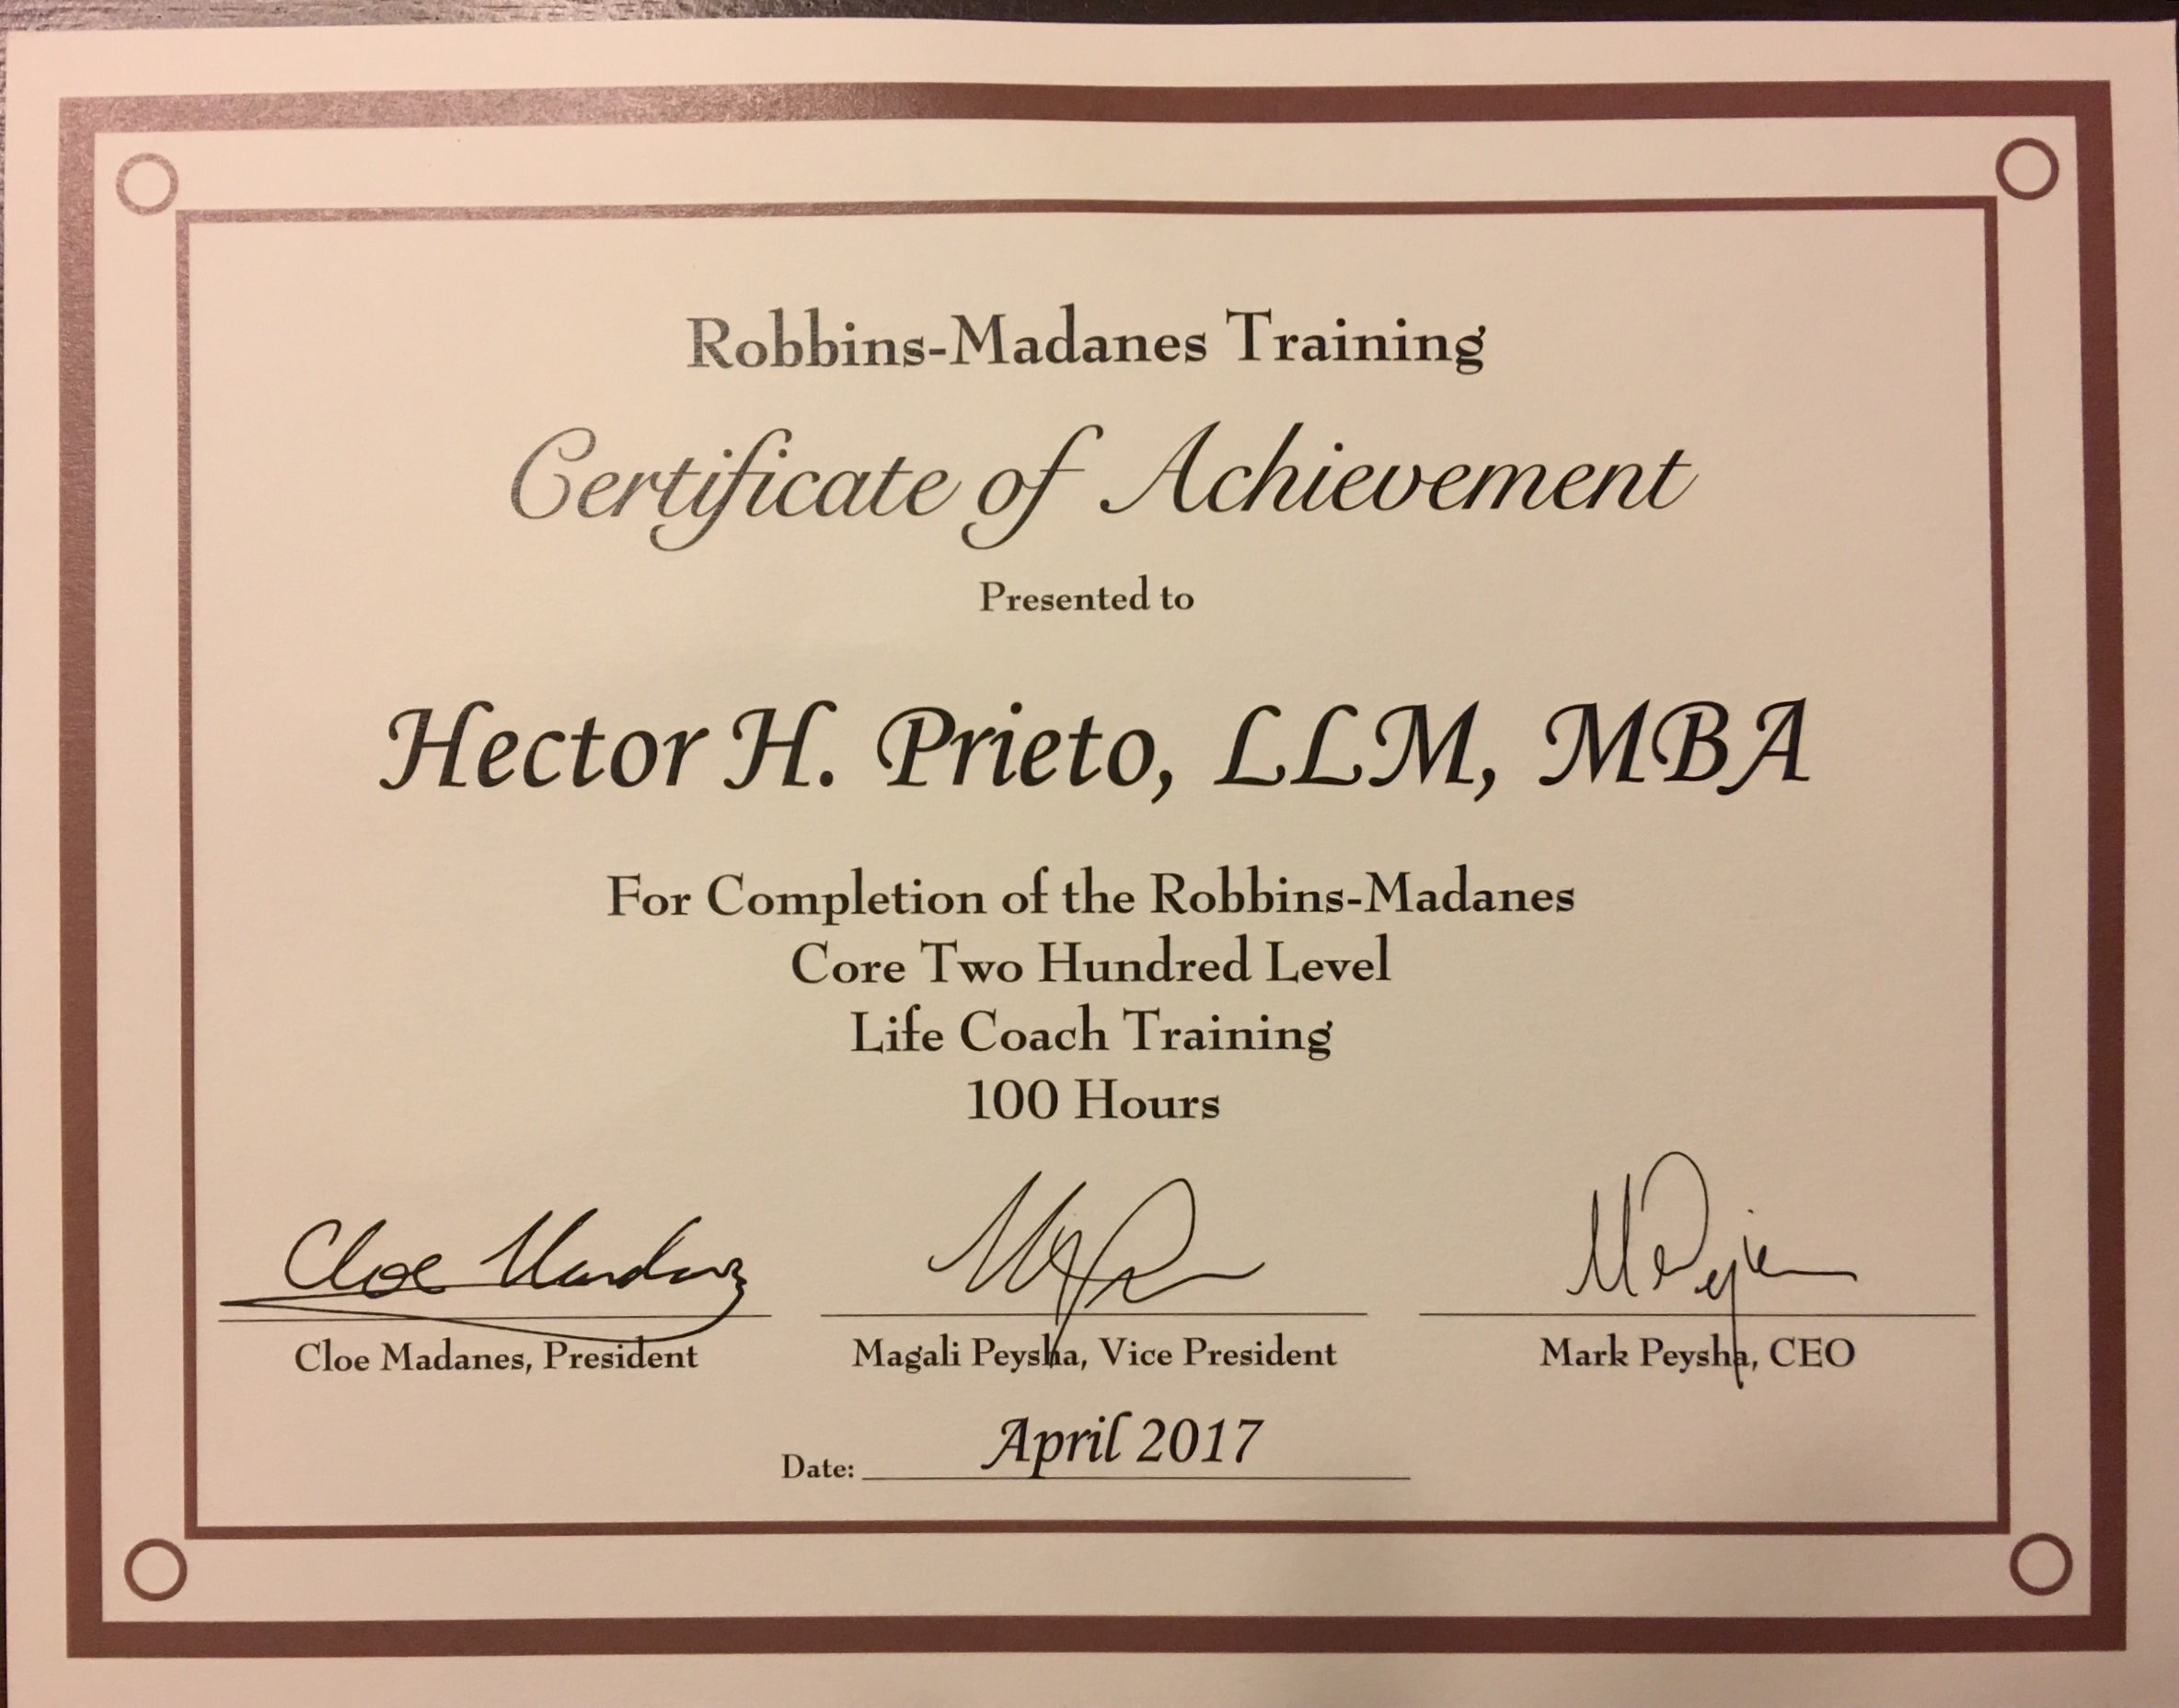 Robbins-Madanes Training
Certificate of Achievement
Presented to
Hector H. Prieto, LLM, MBA
For Completion of the Robbins-Madanes
Core Two Hundred Level
Life Coach Training
100 Hours
Cloe Madanes
Cloe Madanes, President
Magali Peysha, Vice President
Mark Peysha, CEO
Date: April 2017